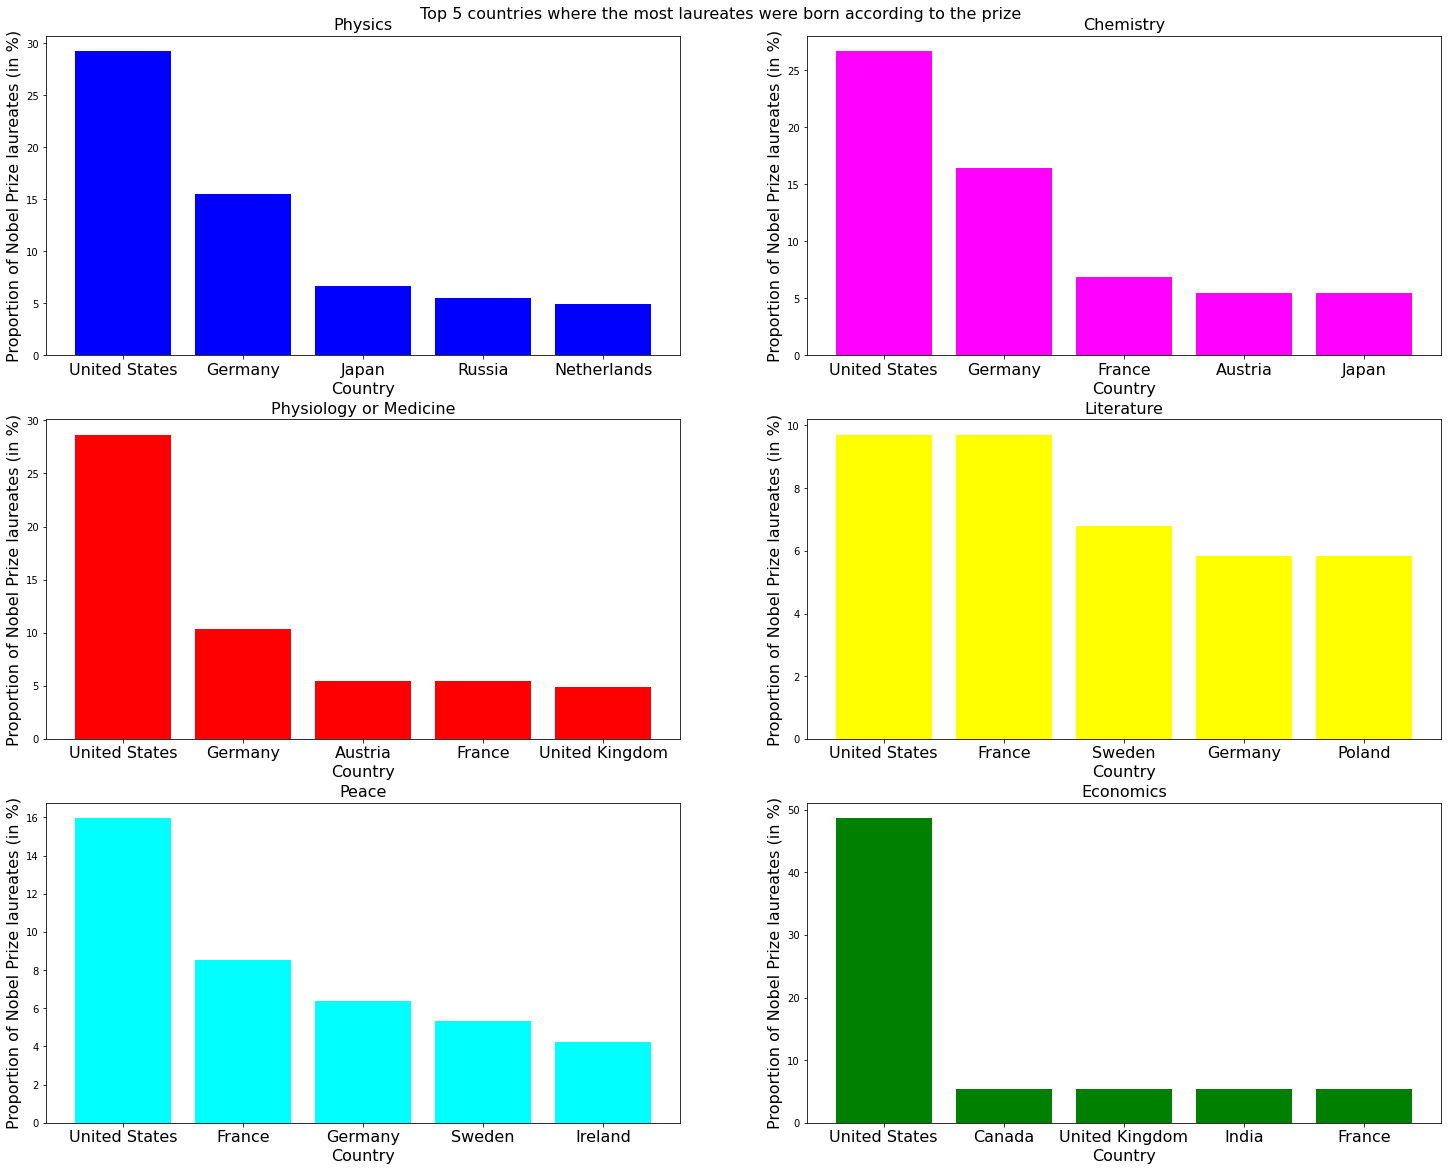 Top 5 countries where the most laureates were born according to the prize
Physics
Proportion of Nobel Prize laureates (in %)
30
25
20
15
10
5
0
United States Germany Japan Russia Netherlands
Country
Chemistry
Proportion of Nobel Prize laureates (in %)
25
20
15
10
5
0
United States Germany France Austria Japan
Country
Physiology or Medicine
Proportion of Nobel Prize laureates (in %)
30
25
20
15
10
5
0
United States Germany Austria France United Kingdom
Country
Literature
Proportion of Nobel Prize laureates (in %)
10
8
6
4
2
0
United States France Sweden Germany Poland
Country
Peace
Proportion of Nobel Prize laureates (in %)
16
14
12
10
8
6
4
2
0
United States France Germany Sweden Ireland
Country
Economics
Proportion of Nobel Prize laureates (in %)
50
40
30
20
10
0
United States Canada United Kingdom India France
Country